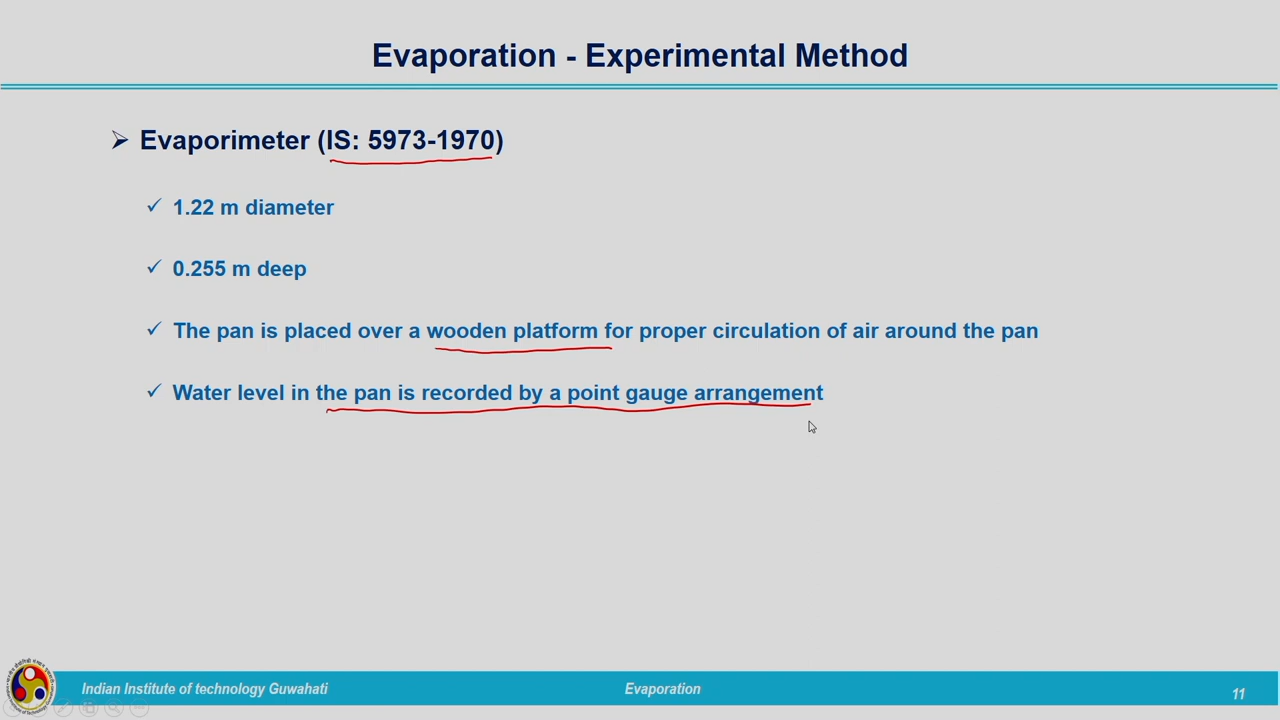 Evaporation - Experimental Method
Evaporimeter (IS: 5973-1970)
1.22 m diameter
0.255 m deep
The pan is placed over a wooden platform for proper circulation of air around the pan
Water level in the pan is recorded by a point gauge arrangement
Indian Institute of technology Guwahati
Evaporation
11